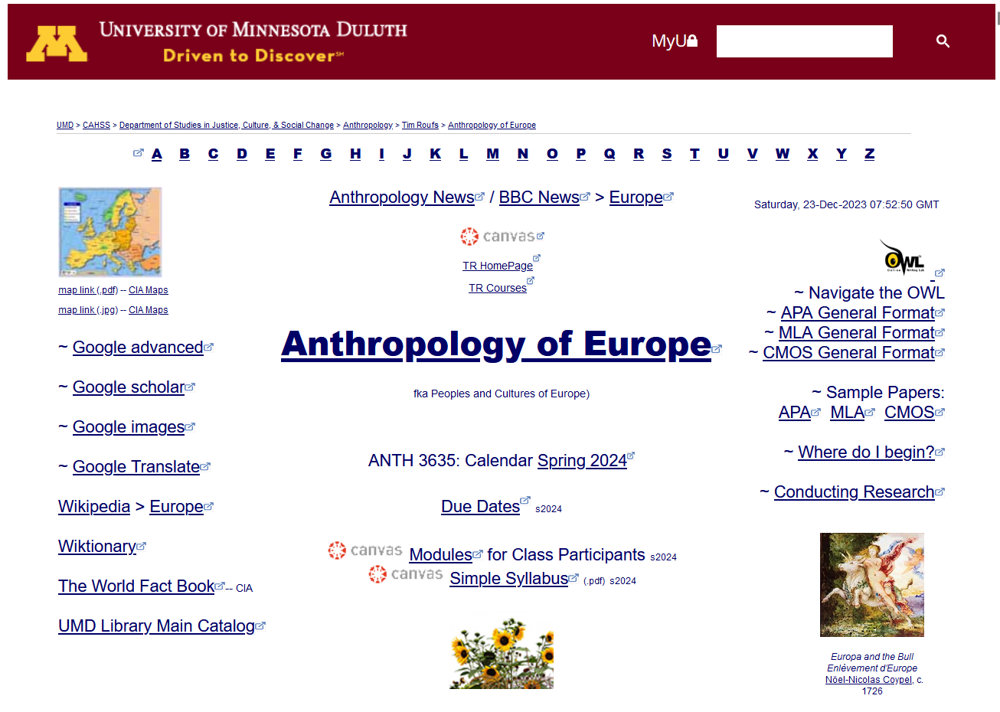 University of Minnesota Duluth
Driven to Discover℠
MyU
UMD > CAHSS > Department of Studies in Justice, Culture, & Social Change > Anthropology > Tim Roufs > Anthropology of Europe
A B C D E F G H I J K L M N O P Q R S T U V W X Y Z
map link (.pdf) -- CIA Maps
map link (.jpg) -- CIA Maps
~ Google advanced
~ Google scholar
~ Google images
~ Google Translate
Wikipedia > Europe
Wiktionary
The World Fact Book-- CIA
UMD Library Main Catalog
Anthropology News / BBC News > Europe
canvas
TR HomePage
TR Courses
Anthropology of Europe
fka Peoples and Cultures of Europe)
ANTH 3635: Calendar Spring 2024
Due Dates s2024
canvas Modules for Class Participants s2024
canvas Simple Syllabus (.pdf) s2024
Saturday, 23-Dec-2023 07:52:50 GMT
OWL
Online Writing Lab
~ Navigate the OWL
~ APA General Format
~ MLA General Format
~ CMOS General Format
~ Sample Papers:
APA MLA CMOS
~ Where do I begin?
~ Conducting Research
Europa and the Bull
Enlèvement d'Europe
Nöel-Nicolas Coypel, c.
1726